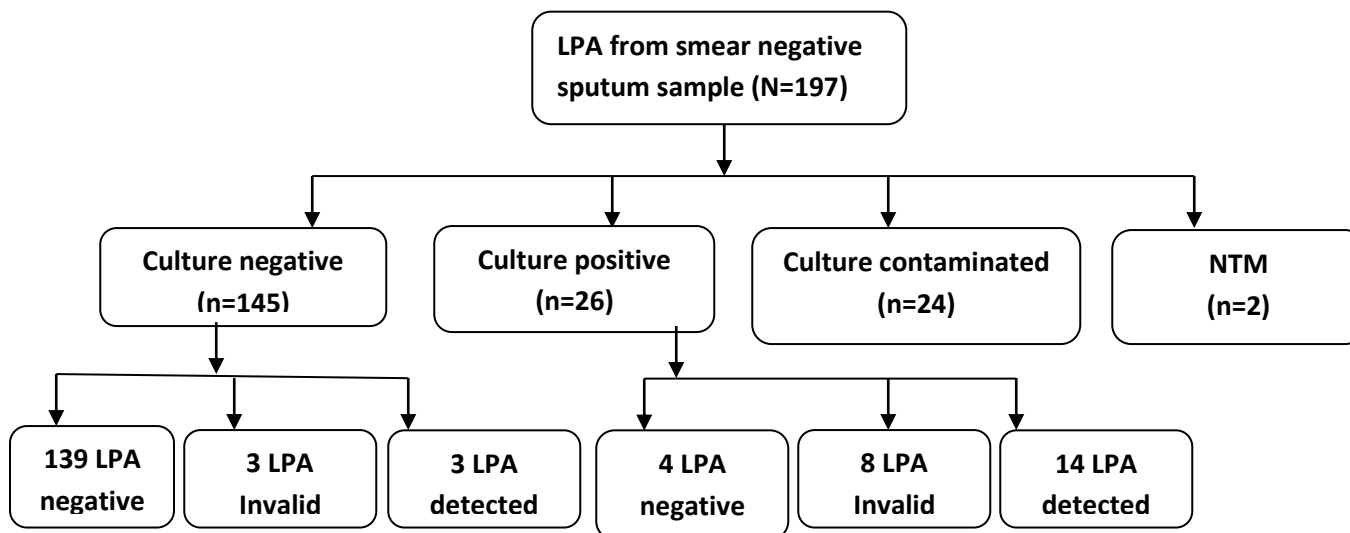 LPA from smear negative
sputum sample (N=197)
Culture negative
(n=145)
Culture positive
(n=26)
Culture contaminated
(n=24)
NTM
(n=2)
139 LPA
negative
3 LPA
Invalid
3 LPA
detected
4 LPA
negative
8 LPA
Invalid
14 LPA
detected